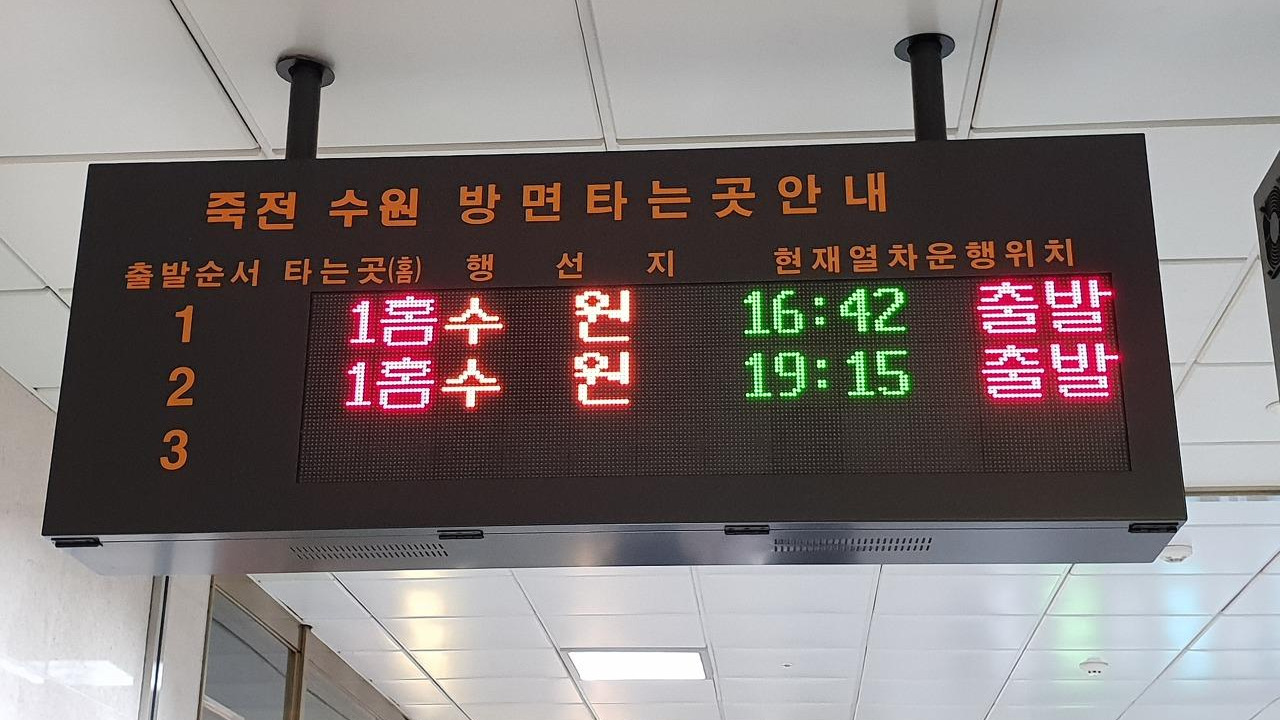 죽전 수원 방면타는곳안내
출발순서 타는곳(홈) 행 선 지 현재열차운행위치
1 1홈 수 원 16:42 출발
2 1홈 수 원 19:15 출발
3